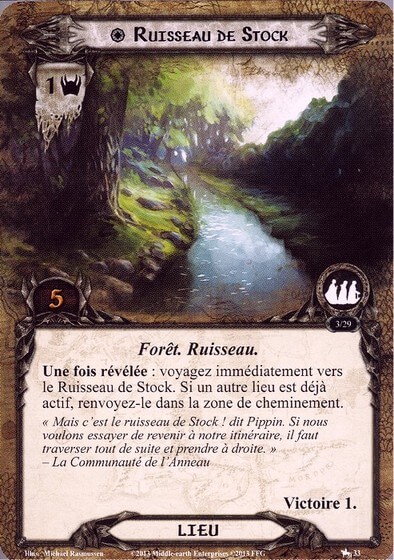 Ruisseau de Stock
1
5
3/29
Forêt. Ruisseau.
Une fois révélée : voyagez immédiatement vers
le Ruisseau de Stock. Si un autre lieu est déjà
actif, renvoyez-le dans la zone de cheminement.
« Mais c'est le ruisseau de Stock ! dit Pippin. Si nous
voulons essayer de revenir à notre itinéraire, il faut
traverser tout de suite et prendre à droite. »
– La Communauté de l'Anneau
Victoire 1.
LIEU
Illus. Michael Rasmussen ©2013 Middle-earth Enterprises ©2013 FFG 33